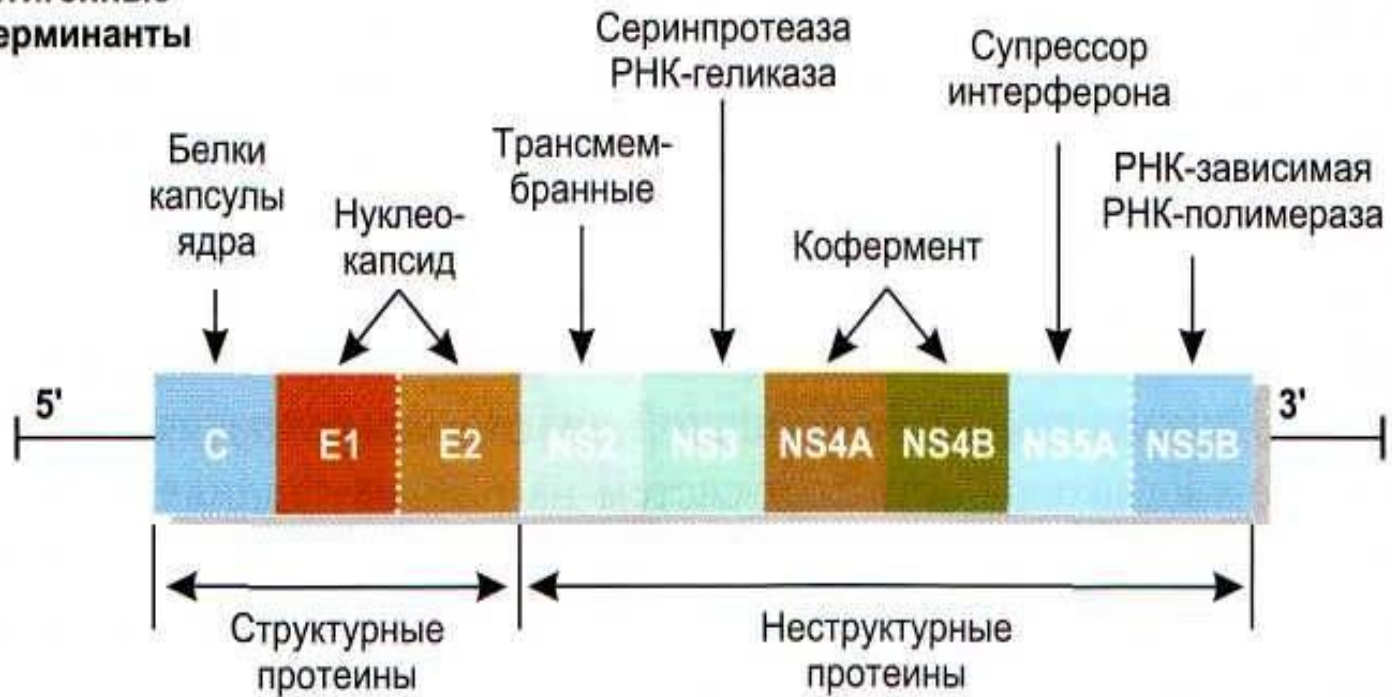 ерминанты
Серинпротеаза
РНК-геликаза
Супрессор
интерферона
Белки
капсулы
ядра
Нуклео-
капсид
Трансмем-
бранные
Кофермент
РНК-зависимая
РНК-полимераза
5'
C
E1
E2
NS2
NS3
NS4A
NS4B
NS5A
NS5B
3'
Структурные
протеины
Неструктурные
протеины